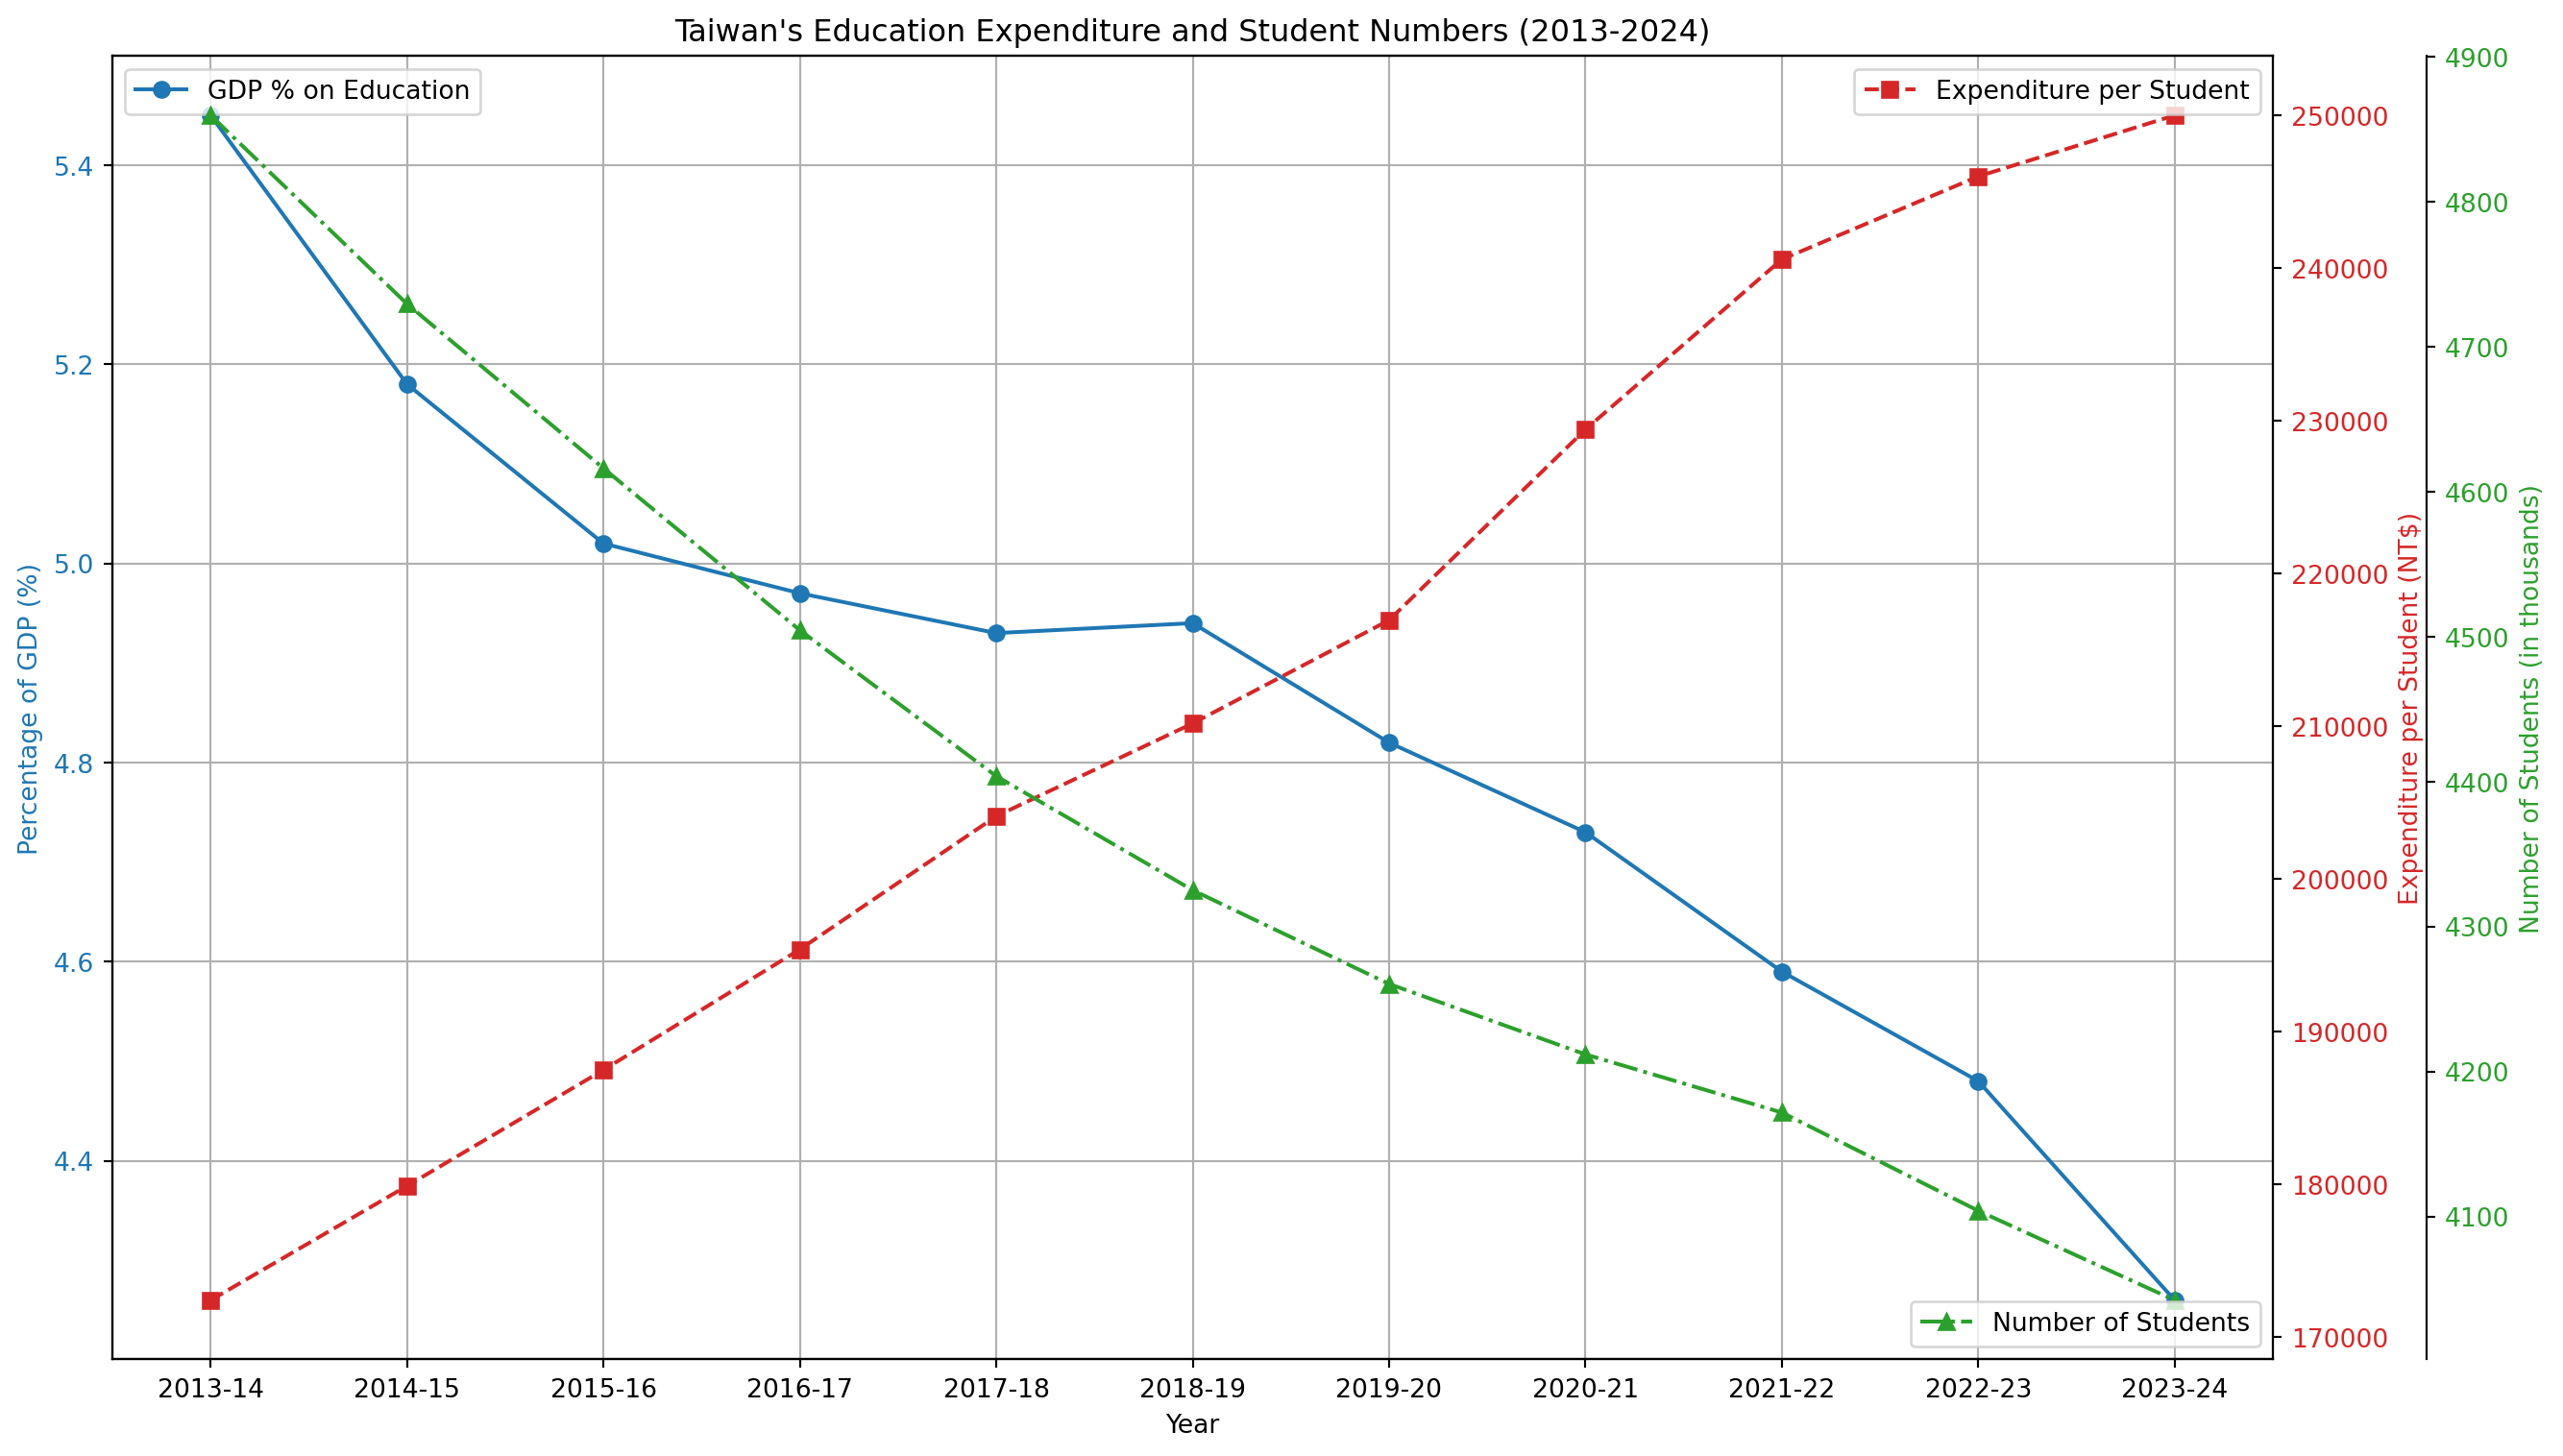 Taiwan's Education Expenditure and Student Numbers (2013-2024)
GDP % on Education
Expenditure per Student
Number of Students
Percentage of GDP (%)
5.4
5.2
5.0
4.8
4.6
4.4
250000
240000
230000
220000
210000
200000
190000
180000
170000
Expenditure per Student (NT$)
4900
4800
4700
4600
4500
4400
4300
4200
4100
Number of Students (in thousands)
2013-14 2014-15 2015-16 2016-17 2017-18 2018-19 2019-20 2020-21 2021-22 2022-23 2023-24
Year